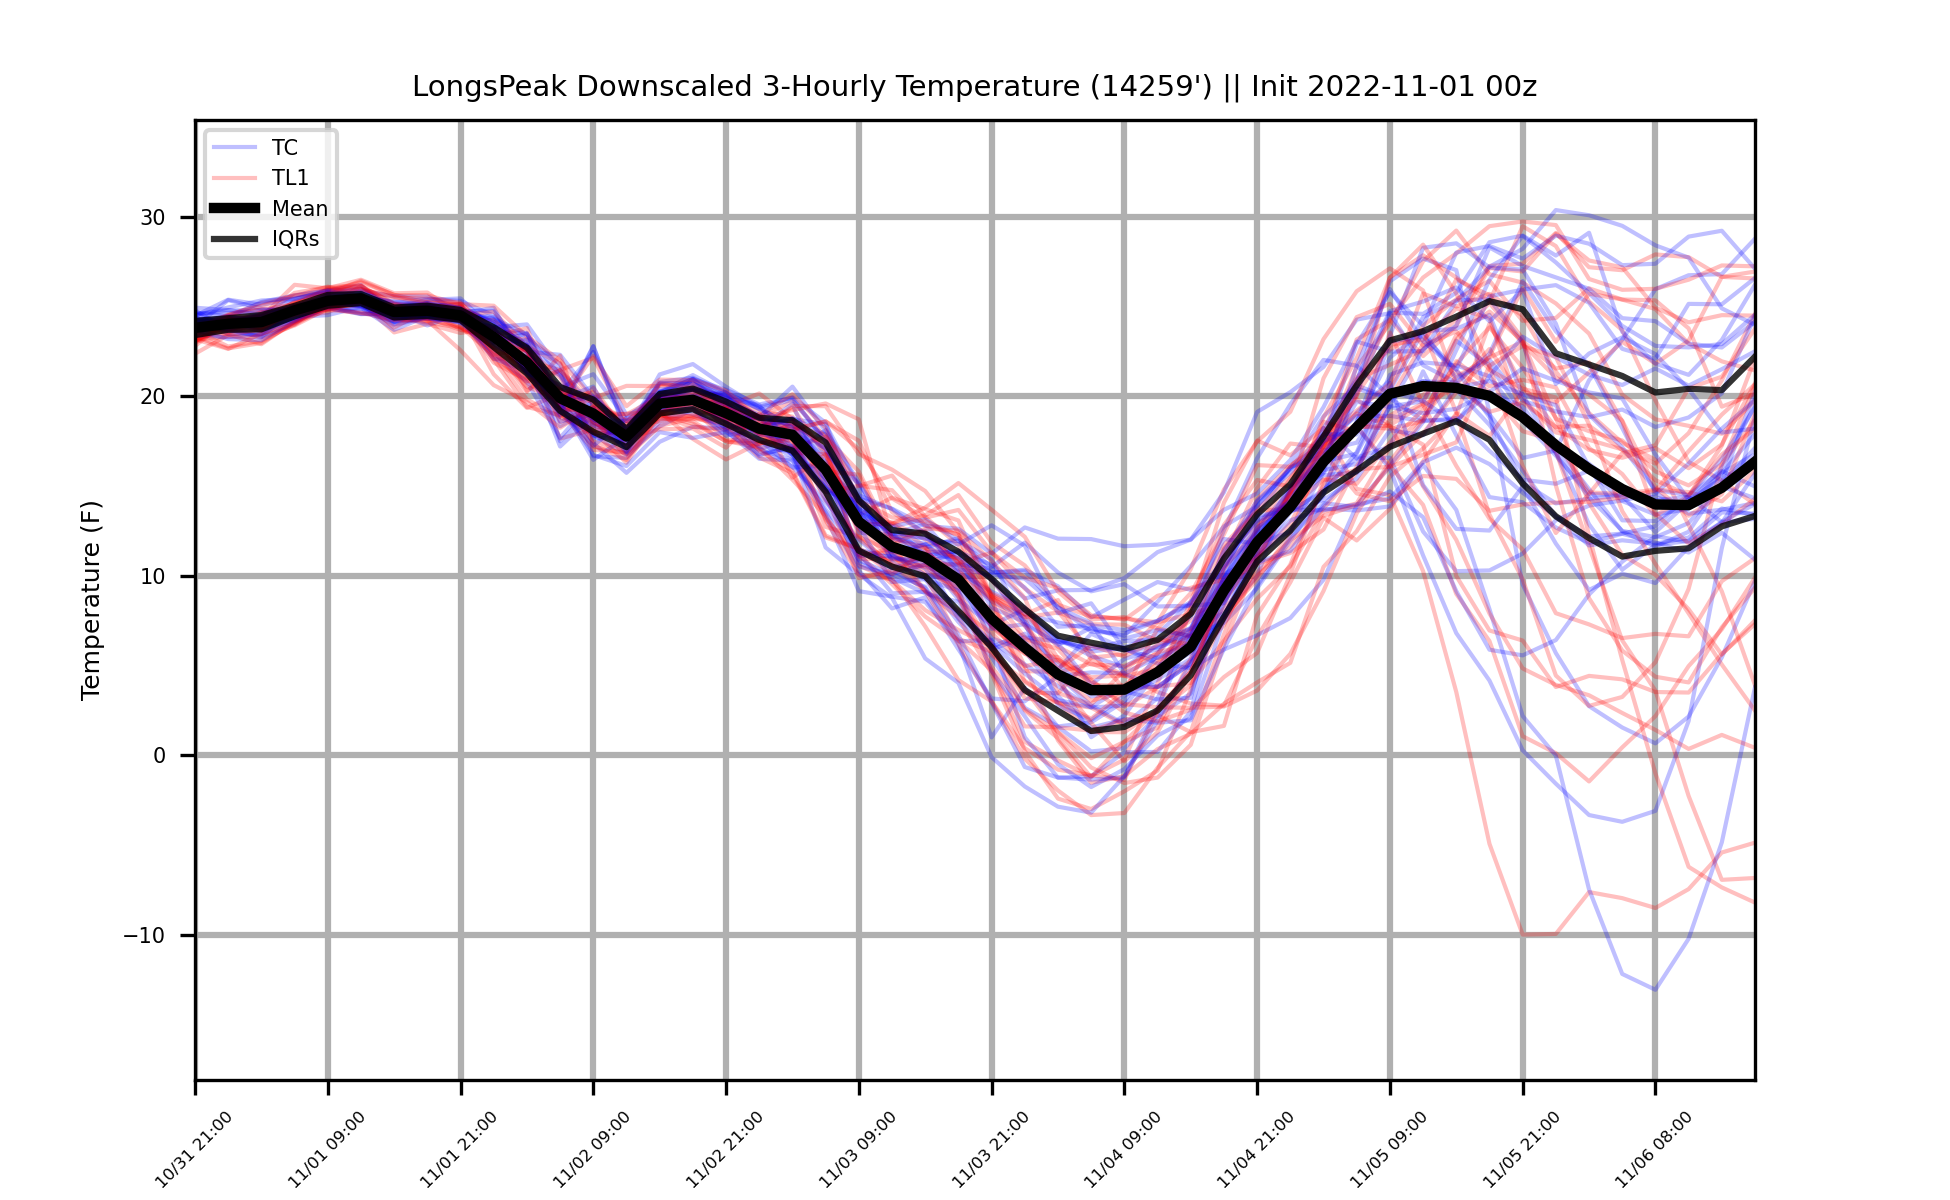 LongsPeak Downscaled 3-Hourly Temperature (14259') || Init 2022-11-01 00z
TC
TL1
Mean
IQRs
Temperature (F)
30
20
10
0
−10
10/31 21:00
11/01 09:00
11/01 21:00
11/02 09:00
11/02 21:00
11/03 09:00
11/03 21:00
11/04 09:00
11/04 21:00
11/05 09:00
11/05 21:00
11/06 08:00